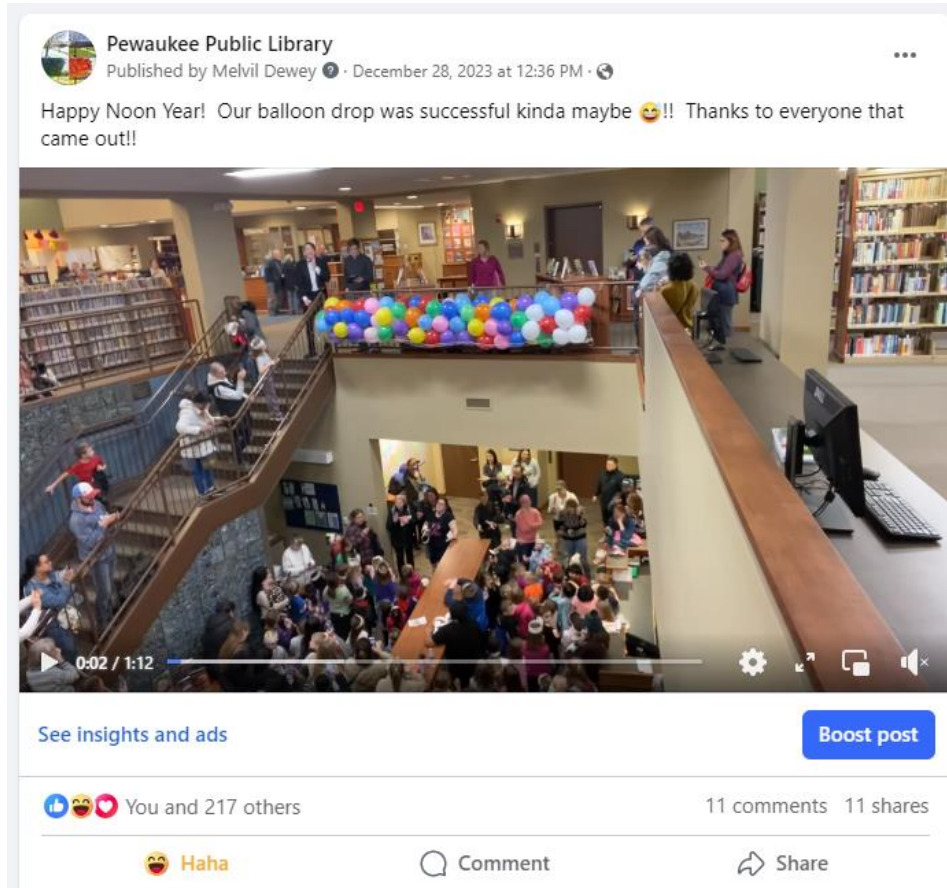 Pewaukee Public Library
Published by Melvil Dewey · December 28, 2023 at 12:36 PM ·
Happy Noon Year! Our balloon drop was successful kinda maybe 😅!! Thanks to everyone that
came out!!
0:02 / 1:12
See insights and ads
Boost post
You and 217 others
11 comments 11 shares
Haha
Comment
Share